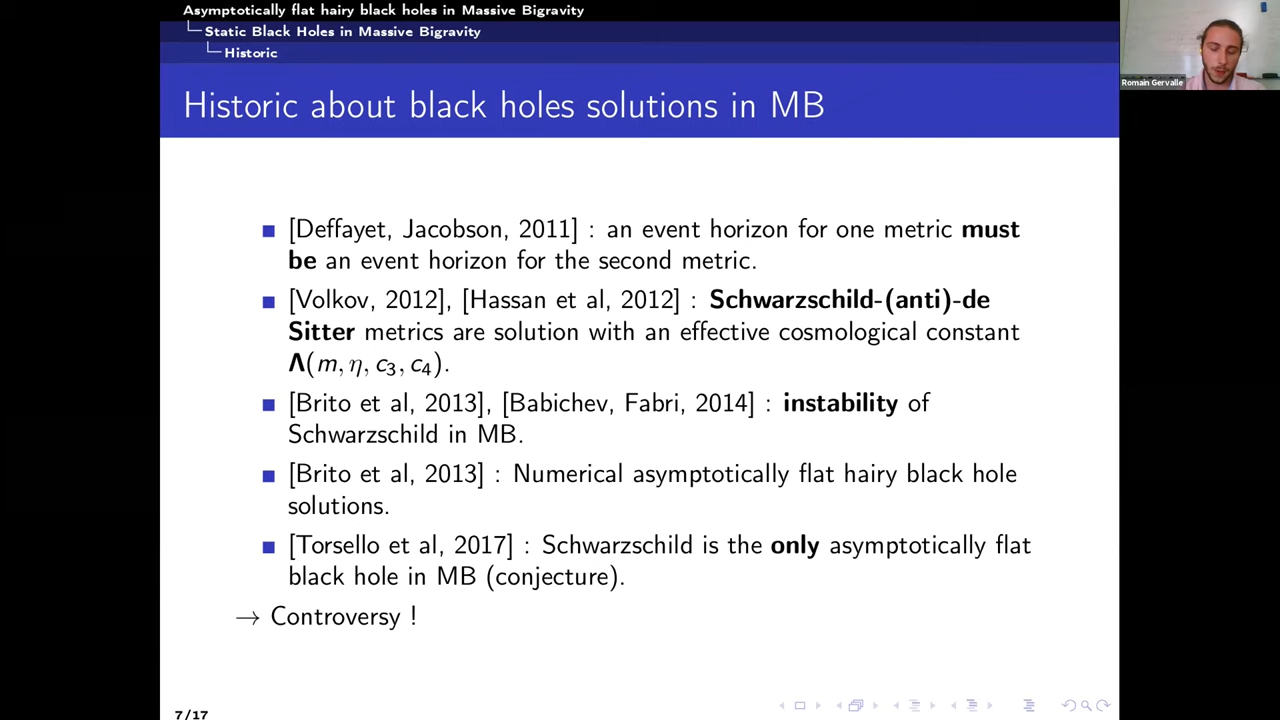 Asymptotically flat hairy black holes in Massive Bigravity
Static Black Holes in Massive Bigravity
Historic
Romain Gervalle
Historic about black holes solutions in MB
[Deffayet, Jacobson, 2011] : an event horizon for one metric must
be an event horizon for the second metric.
[Volkov, 2012], [Hassan et al, 2012] : Schwarzschild-(anti)-de
Sitter metrics are solution with an effective cosmological constant
Λ(m, η, c₃, c₄).
[Brito et al, 2013], [Babichev, Fabri, 2014] : instability of
Schwarzschild in MB.
[Brito et al, 2013] : Numerical asymptotically flat hairy black hole
solutions.
[Torsello et al, 2017] : Schwarzschild is the only asymptotically flat
black hole in MB (conjecture).
→ Controversy !
7/17